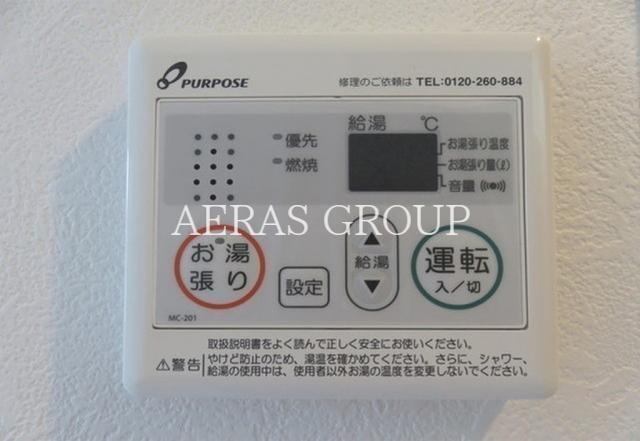 PURPOSE
修理のご依頼は TEL:0120-260-884
給湯 ℃
優先
燃焼
お湯張り温度
お湯張り量(ℓ)
音量
AERAS GROUP
お湯張り
設定
給湯
運転
入/切
MC-201
取扱説明書をよく読んで正しく安全にお使いください。
⚠警告 やけど防止のため、湯温を確かめてください。さらに、シャワー、
給湯の使用中は、使用者以外お湯の温度を変更しないでください。